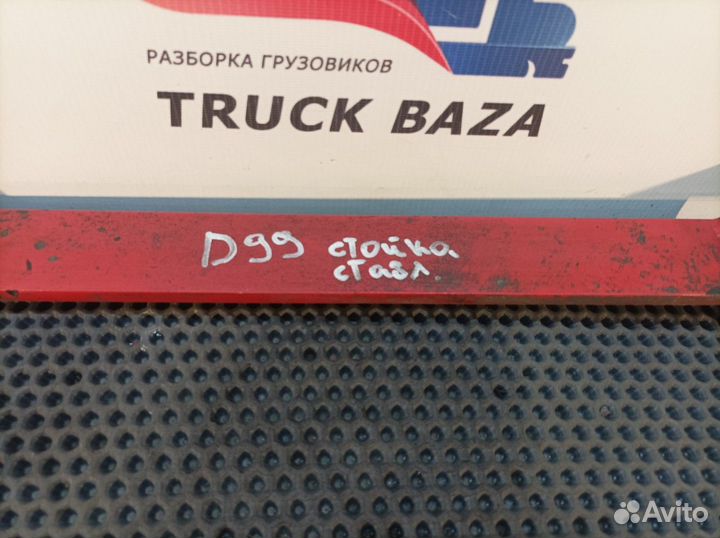 РАЗБОРКА ГРУЗОВИКОВ
TRUCK BAZA
D99 стойка
стабл.
Avito